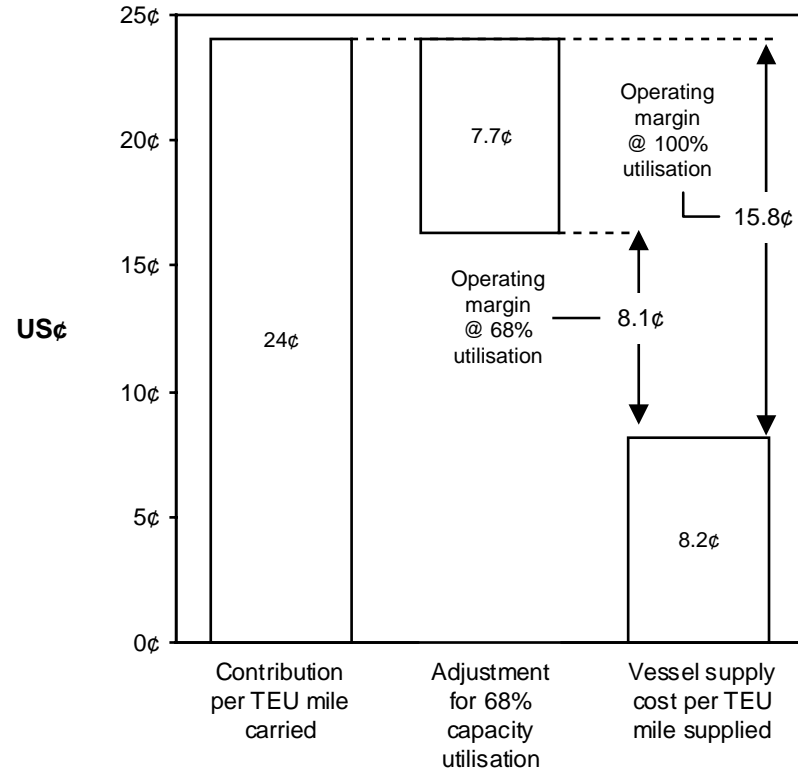 25¢
20¢
15¢
10¢
5¢
0¢
US¢
24¢
7.7¢
Operating
margin
@ 68%
utilisation
8.1¢
Operating
margin
@ 100%
utilisation
15.8¢
8.2¢
Contribution
per TEU mile
carried
Adjustment
for 68%
capacity
utilisation
Vessel supply
cost per TEU
mile supplied